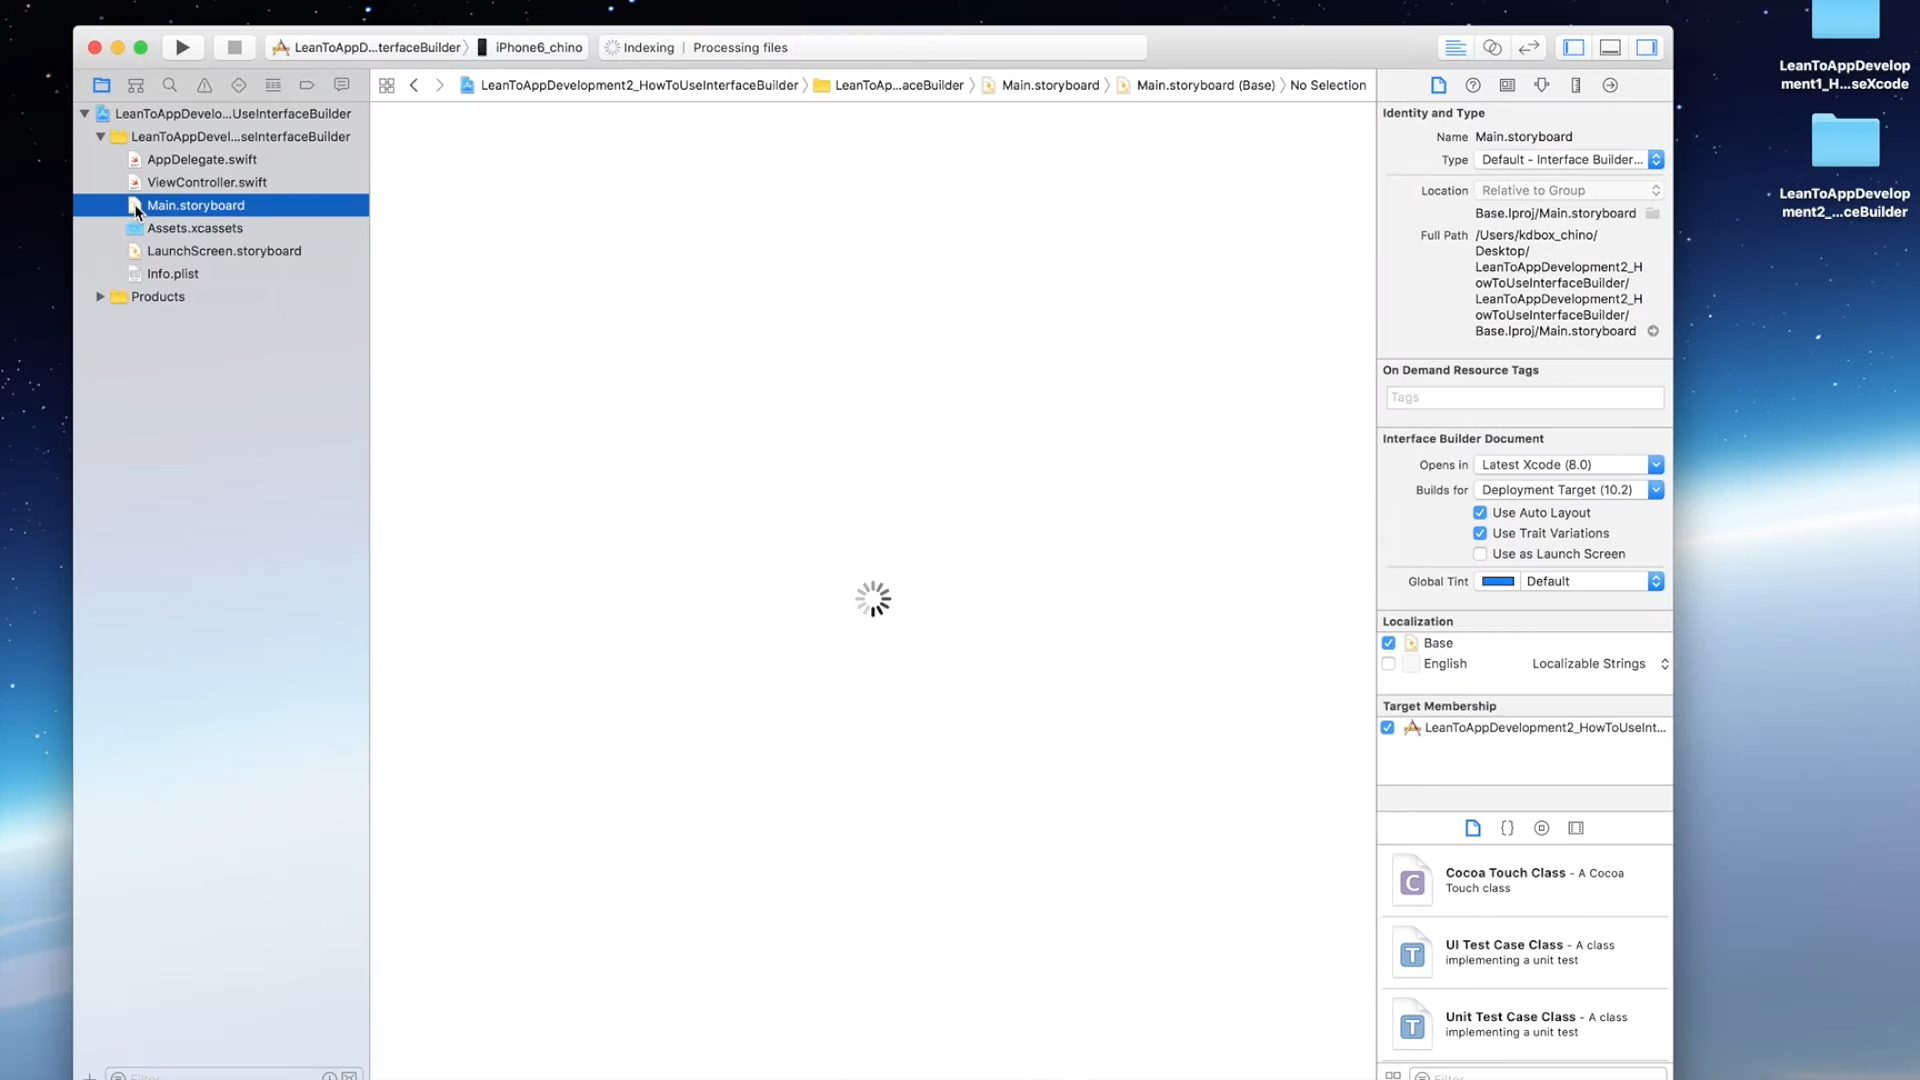 LeanToAppD...terfaceBuilder
iPhone6_chino
Indexing | Processing files
LeanToAppDevelopment2_HowToUseInterfaceBuilder
LeanToAp...aceBuilder
Main.storyboard
Main.storyboard (Base)
No Selection
LeanToAppDevelo...UseInterfaceBuilder
LeanToAppDevel...seInterfaceBuilder
AppDelegate.swift
ViewController.swift
Main.storyboard
Assets.xcassets
LaunchScreen.storyboard
Info.plist
Products
Filter
Identity and Type
Name Main.storyboard
Type Default - Interface Builder...
Location Relative to Group
Base.lproj/Main.storyboard
Full Path /Users/kdbox_chino/
Desktop/
LeanToAppDevelopment2_H
owToUseInterfaceBuilder/
LeanToAppDevelopment2_H
owToUseInterfaceBuilder/
Base.lproj/Main.storyboard
On Demand Resource Tags
Tags
Interface Builder Document
Opens in Latest Xcode (8.0)
Builds for Deployment Target (10.2)
Use Auto Layout
Use Trait Variations
Use as Launch Screen
Global Tint Default
Localization
Base
English Localizable Strings
Target Membership
LeanToAppDevelopment2_HowToUseInt...
{}
C
Cocoa Touch Class - A Cocoa
Touch class
T
UI Test Case Class - A class
implementing a unit test
T
Unit Test Case Class - A class
implementing a unit test
Filter
LeanToAppDevelop
ment1_H...seXcode
LeanToAppDevelop
ment2_...ceBuilder